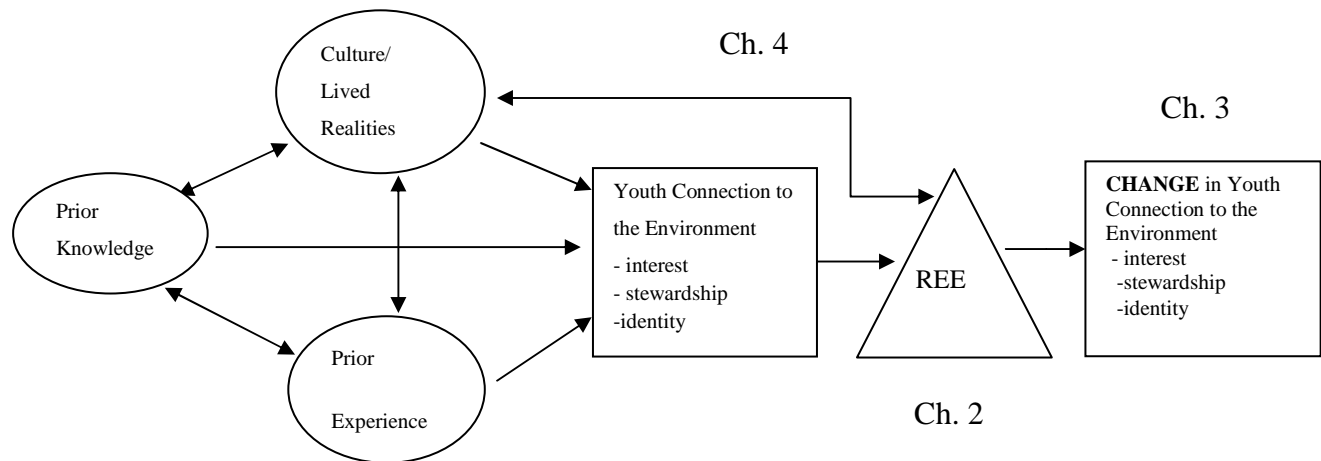 Culture/
Lived
Realities
Ch. 4
Ch. 3
Prior
Knowledge
Youth Connection to
the Environment
- interest
- stewardship
-identity
REE
CHANGE in Youth
Connection to the
Environment
- interest
-stewardship
-identity
Prior
Experience
Ch. 2